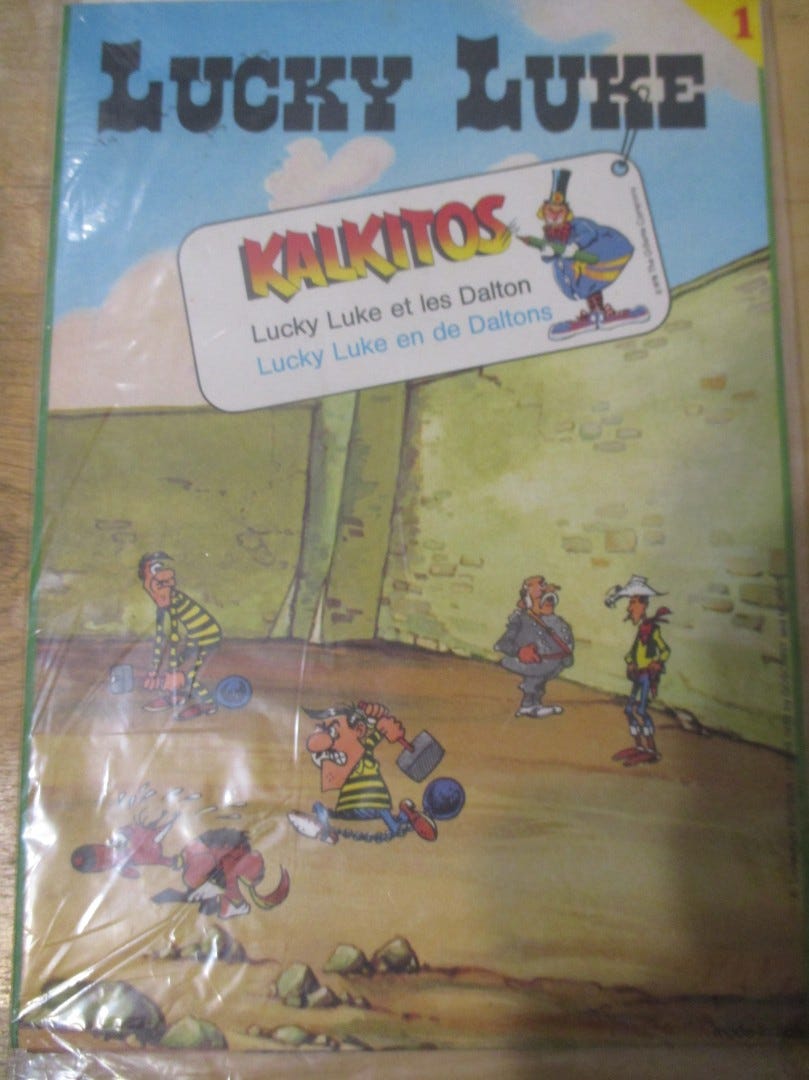 1
LUCKY LUKE
KALKITOS
Lucky Luke et les Dalton
Lucky Luke en de Daltons